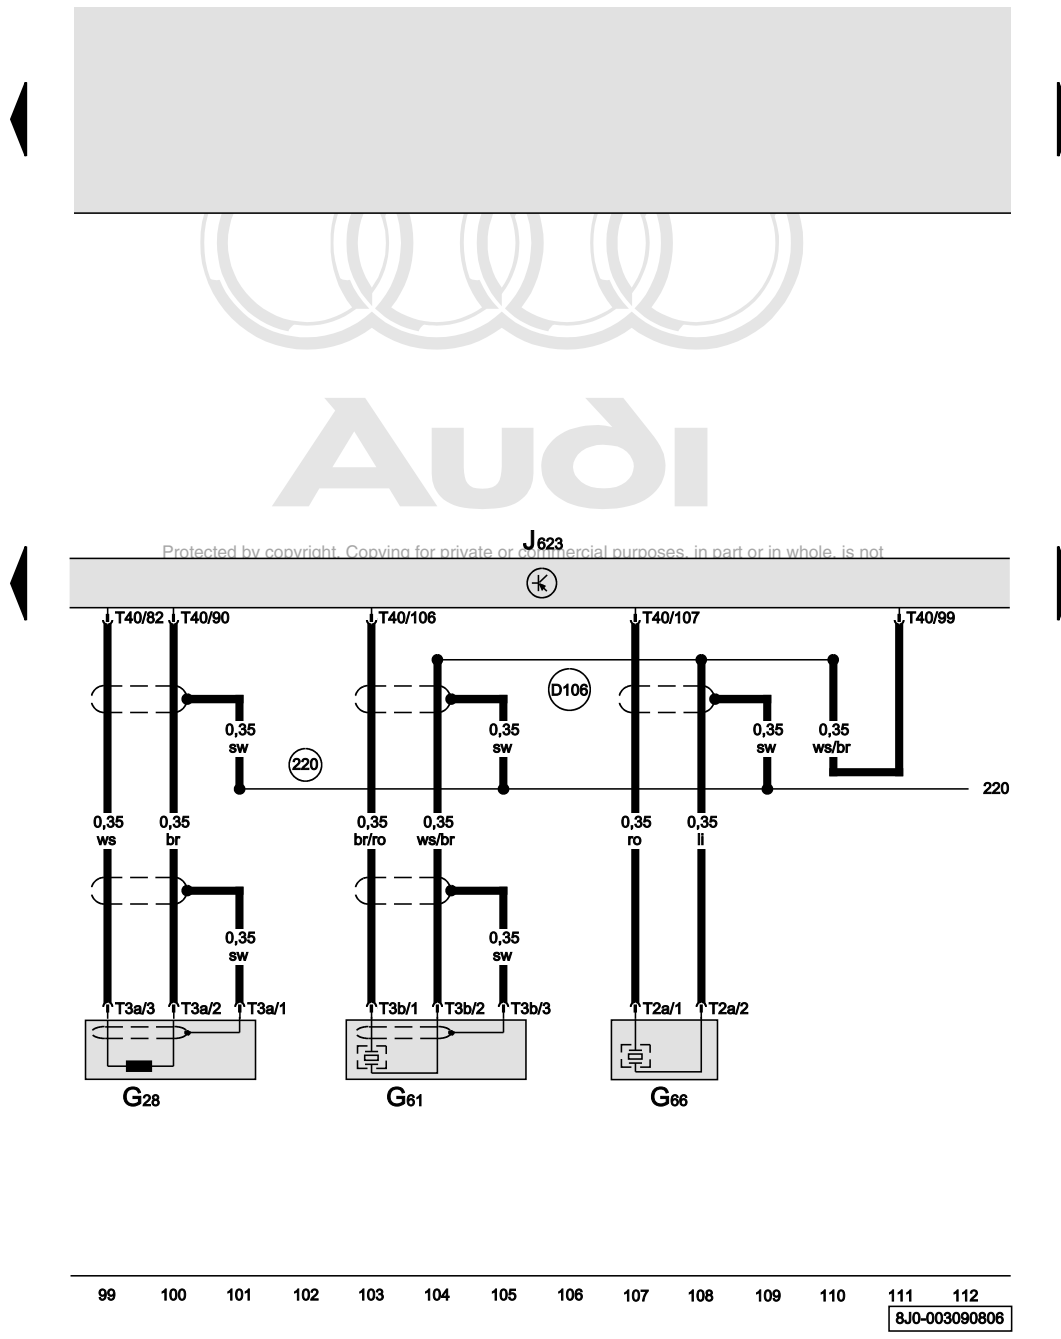 Audi
J623
Protected by copyright. Copying for private or commercial purposes, in part or in whole, is not
T40/82 T40/90 T40/106 T40/107 T40/99
D106
0,35 0,35 0,35 0,35
sw sw sw ws/br
220
220
0,35 0,35 0,35 0,35 0,35 0,35
ws br br/ro ws/br ro li
0,35 0,35
sw sw
T3a/3 T3a/2 T3a/1 T3b/1 T3b/2 T3b/3 T2a/1 T2a/2
G28 G61 G66
99 100 101 102 103 104 105 106 107 108 109 110 111 112
8J0-003090806